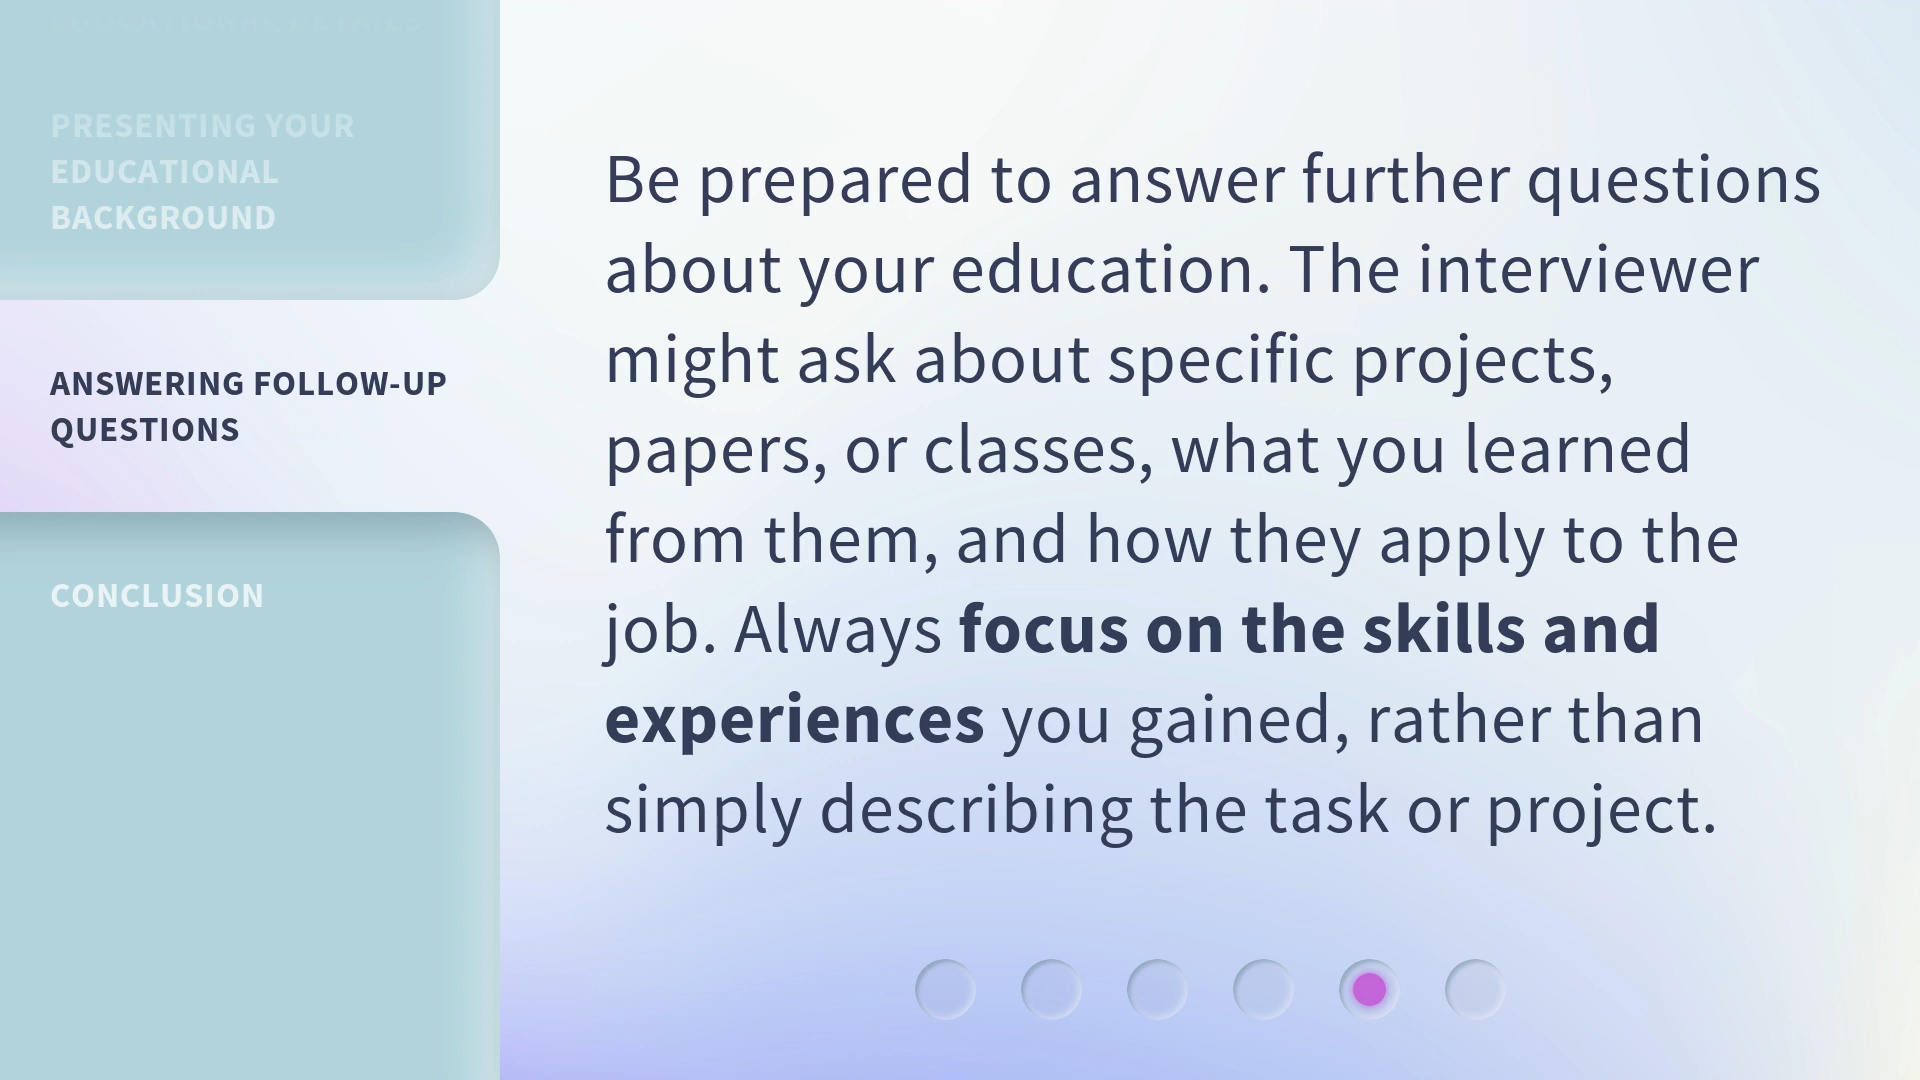 PRESENTING YOUR
EDUCATIONAL
BACKGROUND
ANSWERING FOLLOW-UP
QUESTIONS
CONCLUSION
Be prepared to answer further questions
about your education. The interviewer
might ask about specific projects,
papers, or classes, what you learned
from them, and how they apply to the
job. Always focus on the skills and
experiences you gained, rather than
simply describing the task or project.